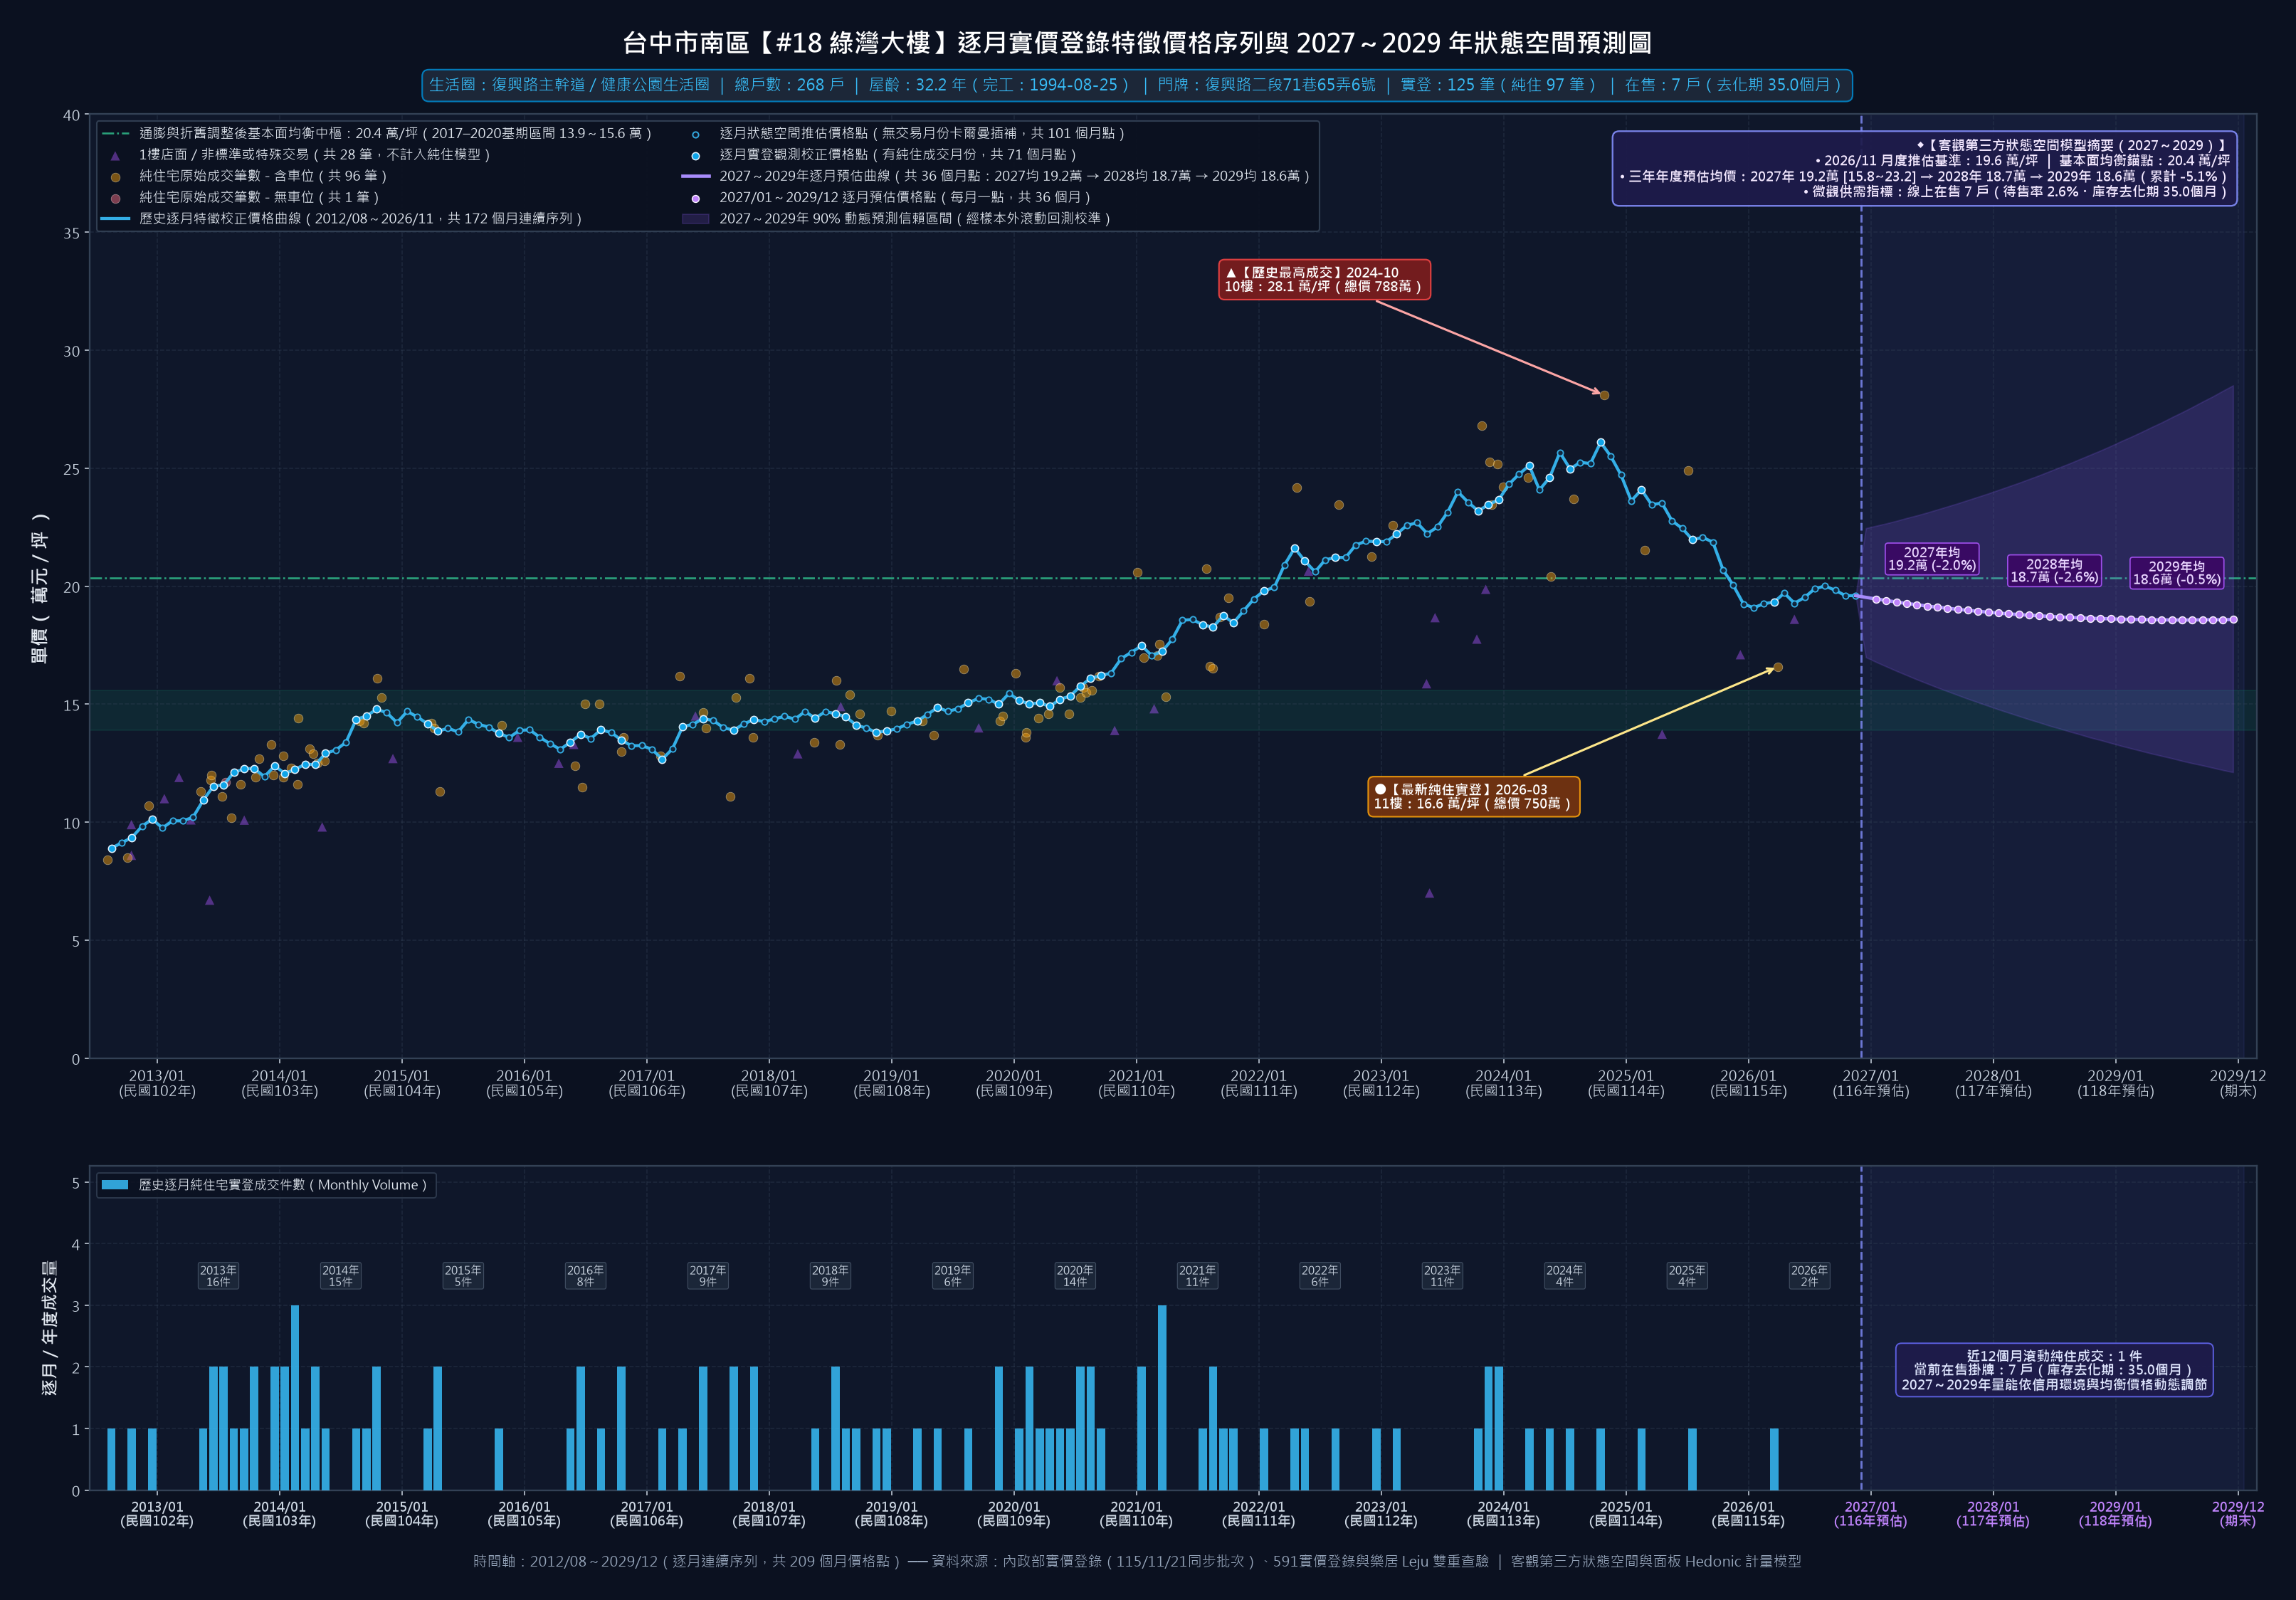 台中市南區【#18 綠灣大樓】逐月實價登錄特徵價格序列與 2027～2029 年狀態空間預測圖
生活圈：復興路主幹道 / 健康公園生活圈 ｜ 總戶數：268 戶 ｜ 屋齡：32.2 年（完工：1994-08-25） ｜ 門牌：復興路二段71巷65弄6號 ｜ 實登：125 筆（純住 97 筆） ｜ 在售：7 戶（去化期 35.0個月）
通膨與折舊調整後基本面均衡中樞：20.4 萬/坪（2017–2020基期區間 13.9～15.6 萬）
1樓店面 / 非標準或特殊交易（共 28 筆，不計入純住模型）
純住宅原始成交筆數 - 含車位（共 96 筆）
純住宅原始成交筆數 - 無車位（共 1 筆）
歷史逐月特徵校正價格曲線（2012/08～2026/11，共 172 個月連續序列）
逐月狀態空間推估價格點（無交易月份卡爾曼插補，共 101 個月點）
逐月實登觀測校正價格點（有純住成交月份，共 71 個月點）
2027～2029年逐月預估曲線（共 36 個月點：2027均 19.2萬 → 2028均 18.7萬 → 2029均 18.6萬）
2027/01～2029/12 逐月預估價格點（每月一點，共 36 個月）
2027～2029年 90% 動態預測信賴區間（經樣本外滾動回測校準）
◆【客觀第三方狀態空間模型摘要（2027～2029）】
• 2026/11 月度推估基準：19.6 萬/坪 ｜ 基本面均衡錨點：20.4 萬/坪
• 三年年度預估均價：2027年 19.2萬 [15.8~23.2] → 2028年 18.7萬 → 2029年 18.6萬（累計 -5.1%）
• 微觀供需指標：線上在售 7 戶（待售率 2.6%．庫存去化期 35.0個月）
▲【歷史最高成交】2024-10
10樓：28.1 萬/坪（總價 788萬）
2027年均
19.2萬 (-2.0%)
2028年均
18.7萬 (-2.6%)
2029年均
18.6萬 (-0.5%)
●【最新純住實登】2026-03
11樓：16.6 萬/坪（總價 750萬）
單價（ 萬元 / 坪 ）
40
35
30
25
20
15
10
5
0
2013/01
(民國102年)
2014/01
(民國103年)
2015/01
(民國104年)
2016/01
(民國105年)
2017/01
(民國106年)
2018/01
(民國107年)
2019/01
(民國108年)
2020/01
(民國109年)
2021/01
(民國110年)
2022/01
(民國111年)
2023/01
(民國112年)
2024/01
(民國113年)
2025/01
(民國114年)
2026/01
(民國115年)
2027/01
(116年預估)
2028/01
(117年預估)
2029/01
(118年預估)
2029/12
(期末)
歷史逐月純住宅實登成交件數（Monthly Volume）
逐月 / 年度成交量
5
4
3
2
1
0
2013年
16件
2014年
15件
2015年
5件
2016年
8件
2017年
9件
2018年
9件
2019年
6件
2020年
14件
2021年
11件
2022年
6件
2023年
11件
2024年
4件
2025年
4件
2026年
2件
近12個月滾動純住成交：1 件
當前在售掛牌：7 戶（庫存去化期：35.0個月）
2027～2029年量能依信用環境與均衡價格動態調節
2013/01
(民國102年)
2014/01
(民國103年)
2015/01
(民國104年)
2016/01
(民國105年)
2017/01
(民國106年)
2018/01
(民國107年)
2019/01
(民國108年)
2020/01
(民國109年)
2021/01
(民國110年)
2022/01
(民國111年)
2023/01
(民國112年)
2024/01
(民國113年)
2025/01
(民國114年)
2026/01
(民國115年)
2027/01
(116年預估)
2028/01
(117年預估)
2029/01
(118年預估)
2029/12
(期末)
時間軸：2012/08～2029/12（逐月連續序列，共 209 個月價格點） ── 資料來源：內政部實價登錄（115/11/21同步批次）、591實價登錄與樂居 Leju 雙重查驗 ｜ 客觀第三方狀態空間與面板 Hedonic 計量模型